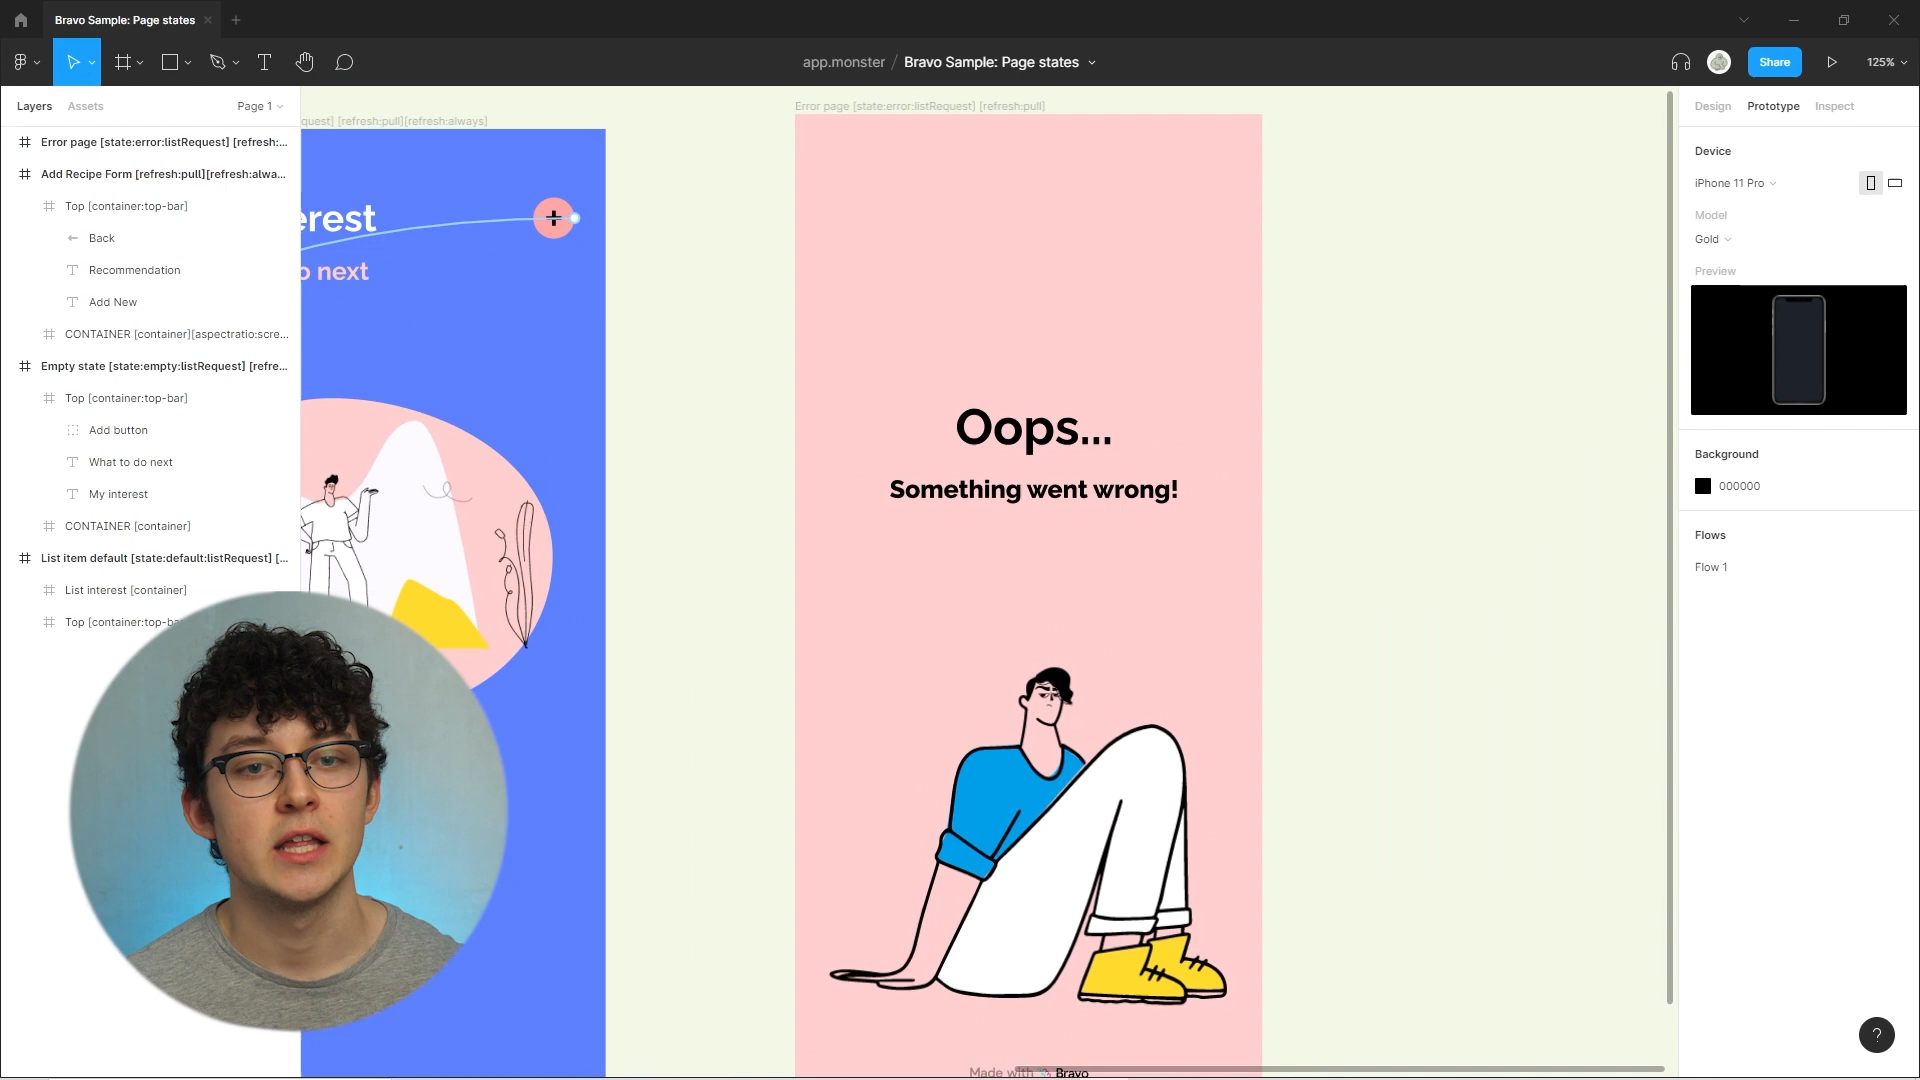 Bravo Sample: Page states
app.monster / Bravo Sample: Page states
Share
125%
Layers
Assets
Page 1
Error page [state:error:listRequest] [refresh:...
Add Recipe Form [refresh:pull][refresh:alwa...
Top [container:top-bar]
Back
Recommendation
Add New
CONTAINER [container][aspectratio:scre...
Empty state [state:empty:listRequest] [refre...
Top [container:top-bar]
Add button
What to do next
My interest
CONTAINER [container]
List item default [state:default:listRequest] [...
List interest [container]
Top [container:top-ba
quest] [refresh:pull][refresh:always]
erest
o next
Error page [state:error:listRequest] [refresh:pull]
Oops...
Something went wrong!
Made with Bravo
Design
Prototype
Inspect
Device
iPhone 11 Pro
Model
Gold
Preview
Background
000000
Flows
Flow 1
?